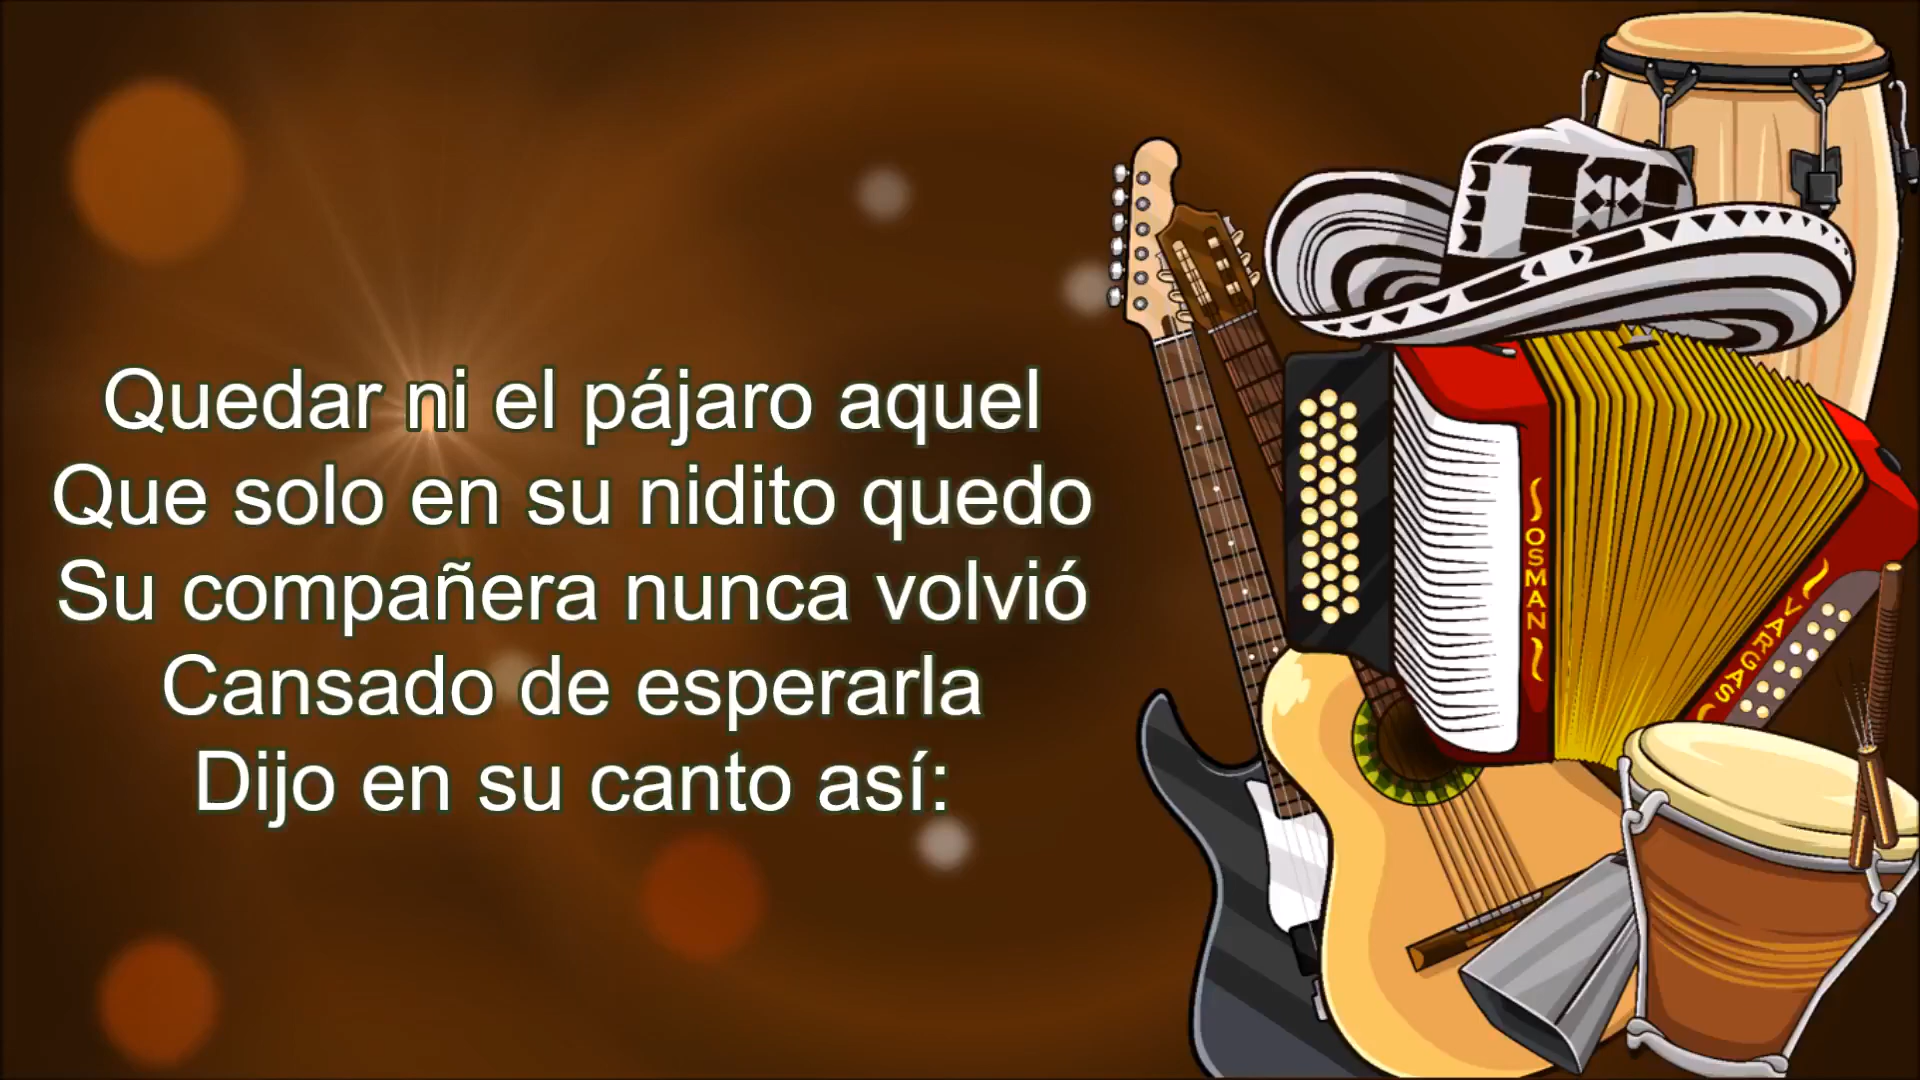 Quedar ni el pájaro aquel
Que solo en su nidito quedo
Su compañera nunca volvió
Cansado de esperarla
Dijo en su canto así:
OSMAN
VARGAS